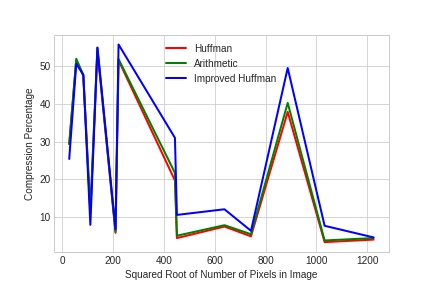 Huffman
Arithmetic
Improved Huffman
Compression Percentage
50
40
30
20
10
0
200
400
600
800
1000
1200
Squared Root of Number of Pixels in Image